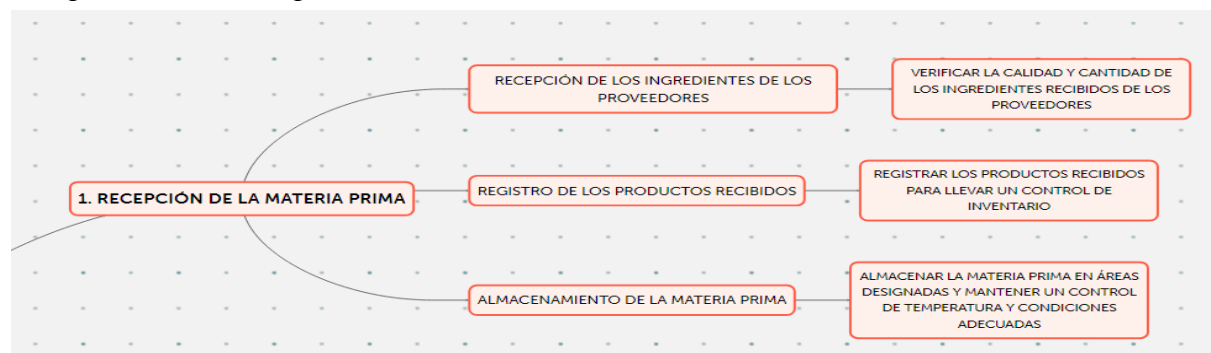 RECEPCIÓN DE LOS INGREDIENTES DE LOS
PROVEEDORES
VERIFICAR LA CALIDAD Y CANTIDAD DE
LOS INGREDIENTES RECIBIDOS DE LOS
PROVEEDORES
1. RECEPCIÓN DE LA MATERIA PRIMA
REGISTRO DE LOS PRODUCTOS RECIBIDOS
REGISTRAR LOS PRODUCTOS RECIBIDOS
PARA LLEVAR UN CONTROL DE
INVENTARIO
ALMACENAMIENTO DE LA MATERIA PRIMA
ALMACENAR LA MATERIA PRIMA EN ÁREAS
DESIGNADAS Y MANTENER UN CONTROL
DE TEMPERATURA Y CONDICIONES
ADECUADAS